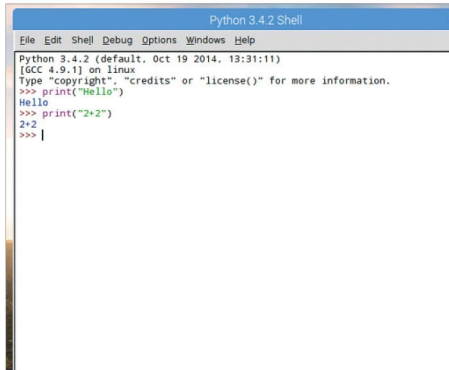 Python 3.4.2 Shell
File Edit Shell Debug Options Windows Help
Python 3.4.2 (default, Oct 19 2014, 13:31:11)
[GCC 4.9.1] on linux
Type "copyright", "credits" or "license()" for more information.
>>> print("Hello")
Hello
>>> print("2+2")
2+2
>>>